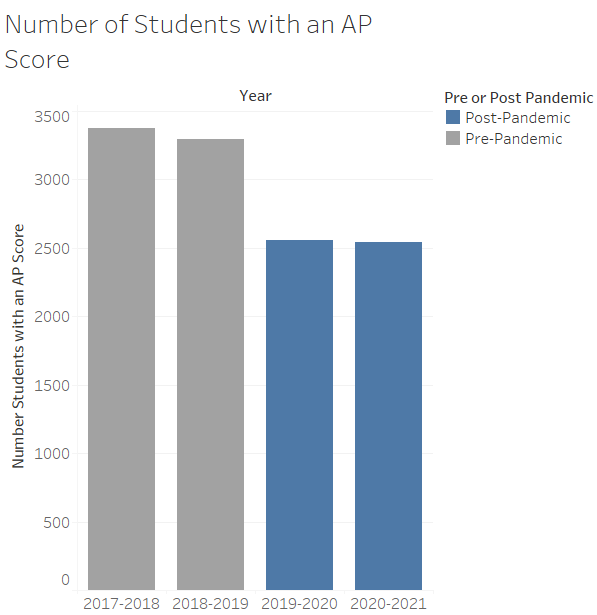 Number of Students with an AP
Score
Year
Pre or Post Pandemic
Post-Pandemic
Pre-Pandemic
Number Students with an AP Score
3500
3000
2500
2000
1500
1000
500
0
2017-2018
2018-2019
2019-2020
2020-2021